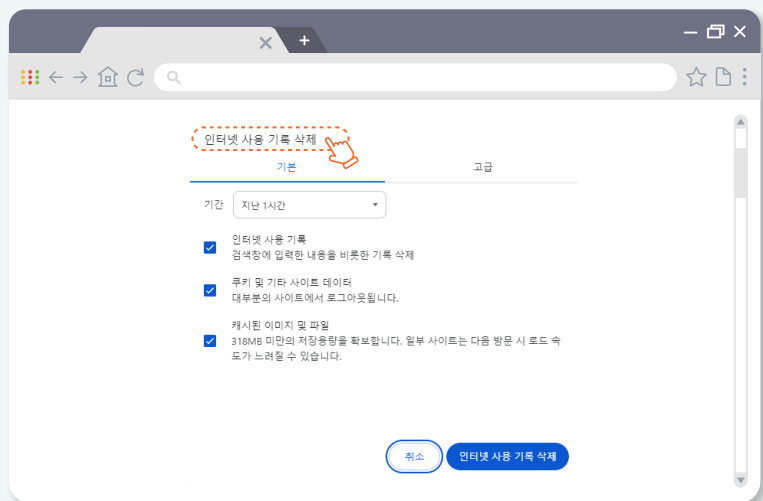 인터넷 사용 기록 삭제
기본
고급
기간
지난 1시간
인터넷 사용 기록
검색창에 입력한 내용을 비롯한 기록 삭제
쿠키 및 기타 사이트 데이터
대부분의 사이트에서 로그아웃됩니다.
캐시된 이미지 및 파일
318MB 미만의 저장용량을 확보합니다. 일부 사이트는 다음 방문 시 로드 속
도가 느려질 수 있습니다.
취소
인터넷 사용 기록 삭제